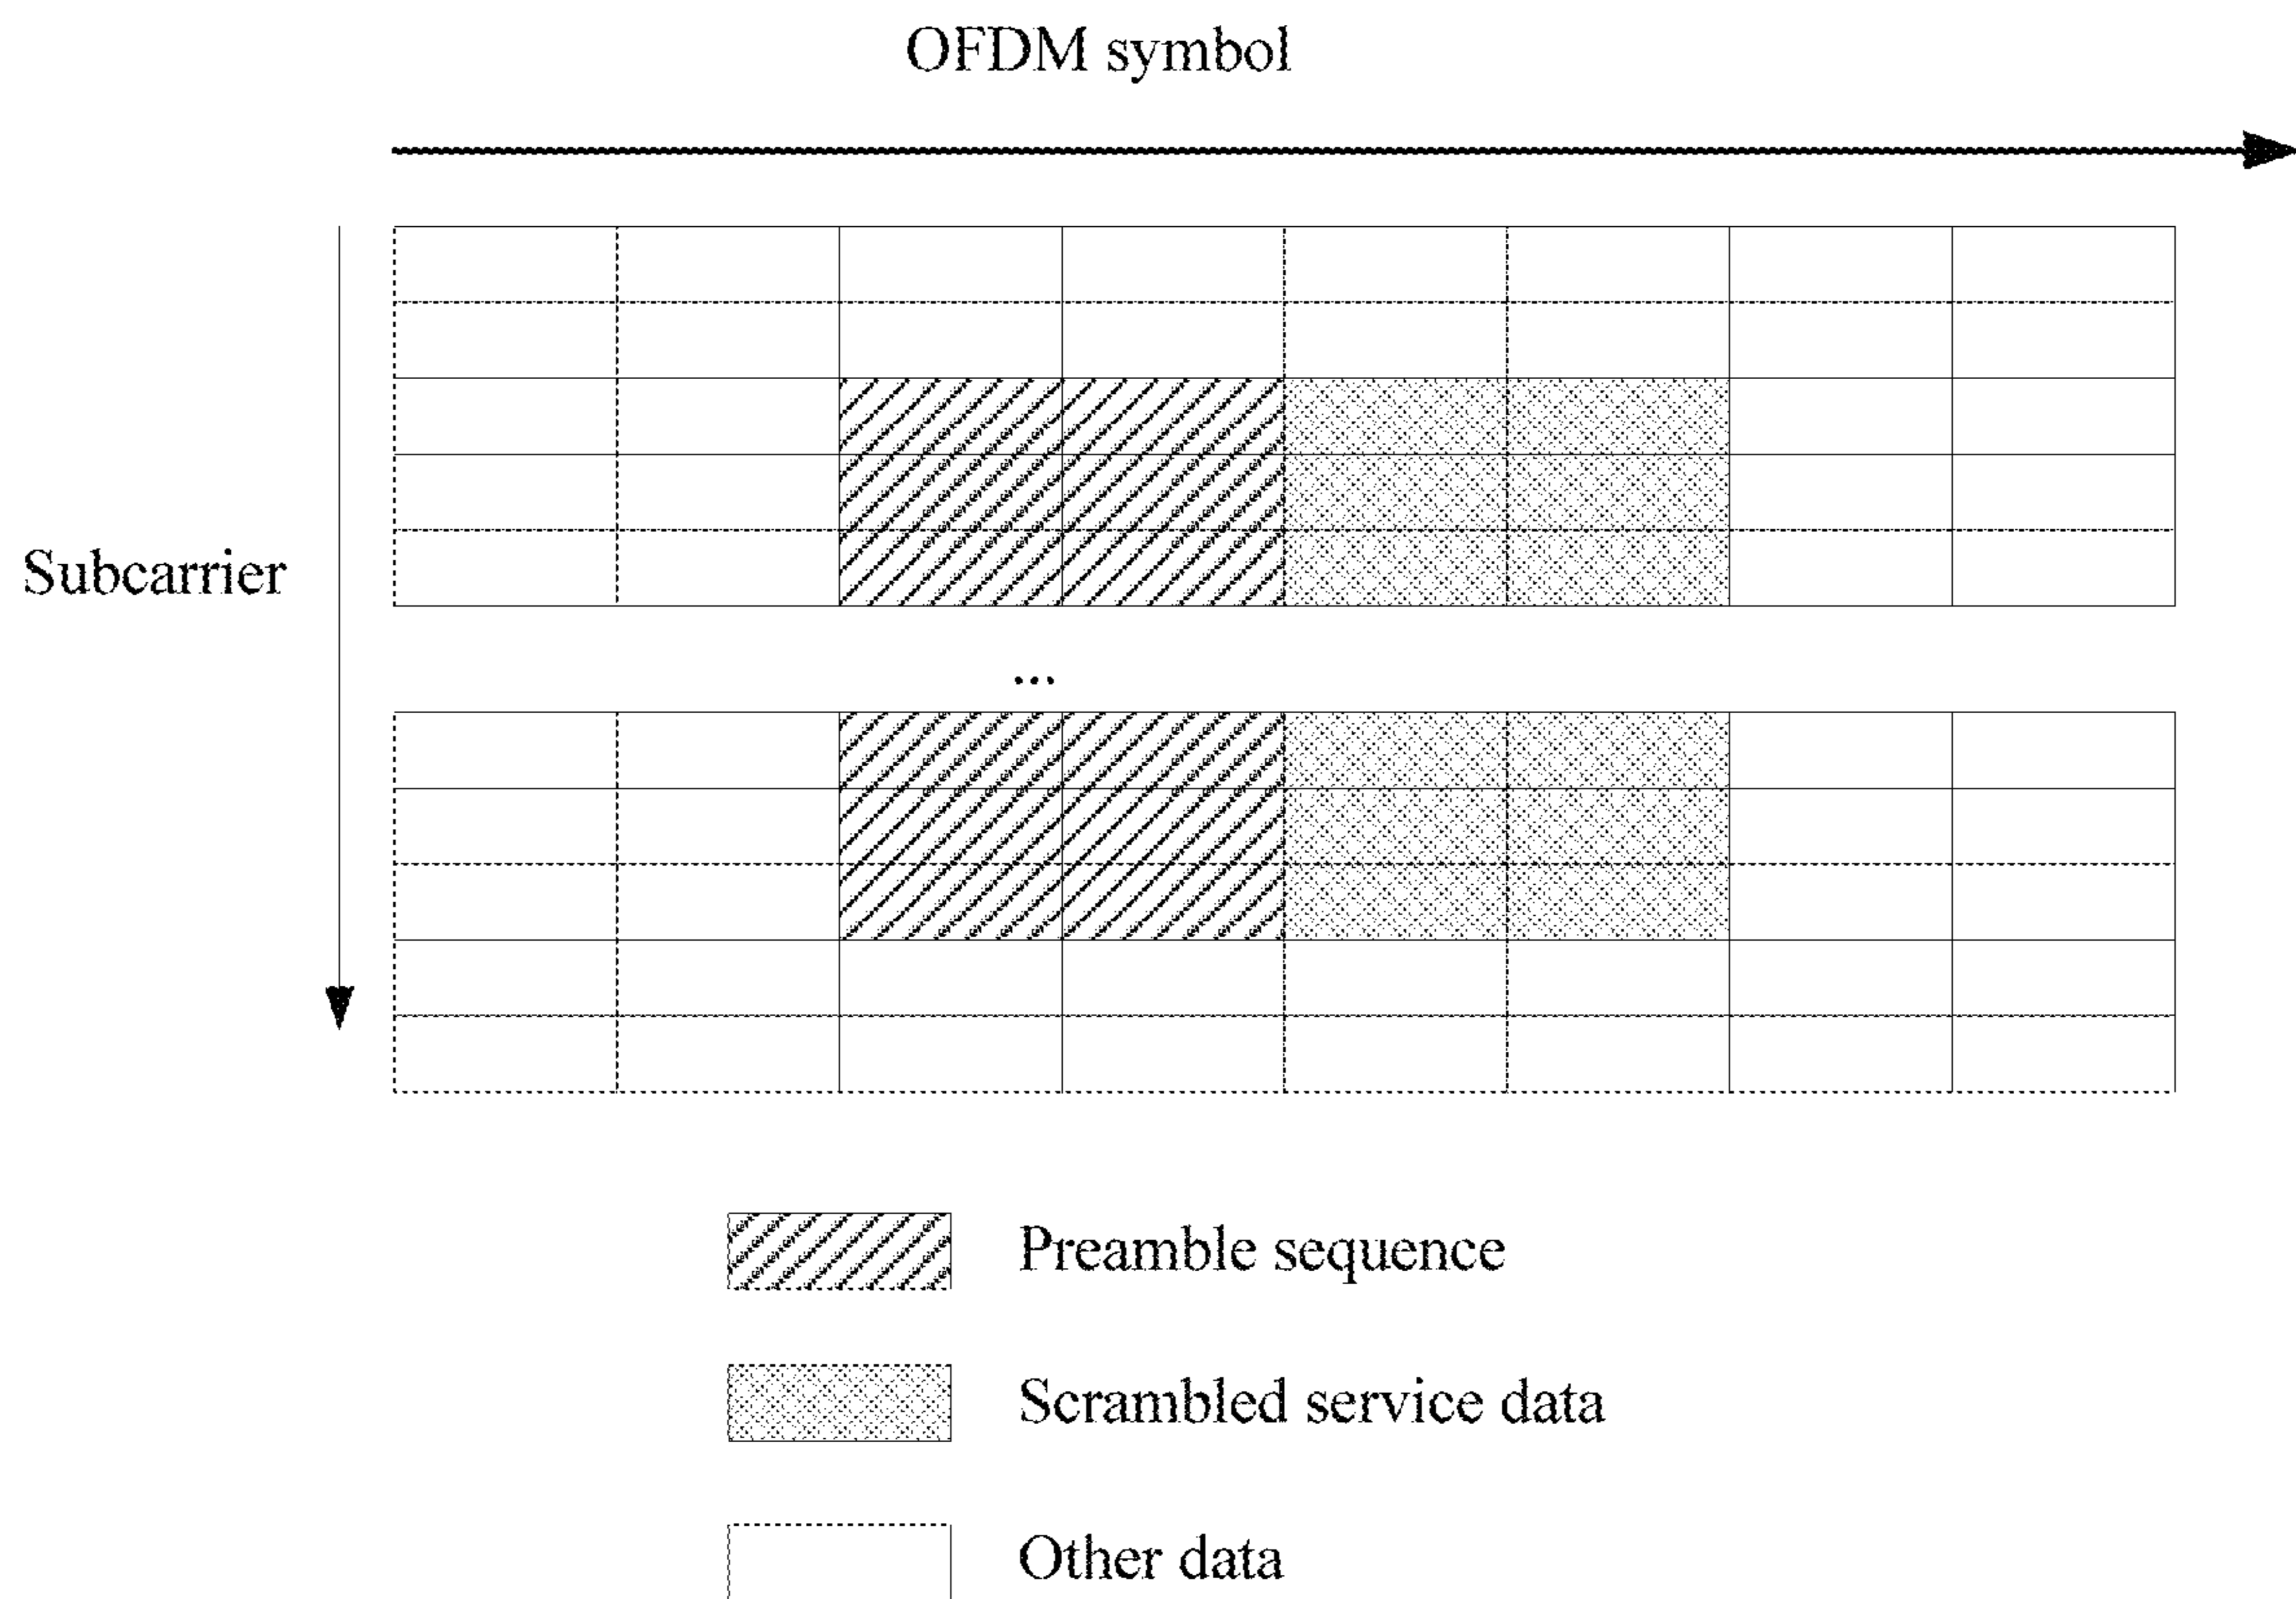 OFDM symbol
Subcarrier
...
Preamble sequence
Scrambled service data
Other data